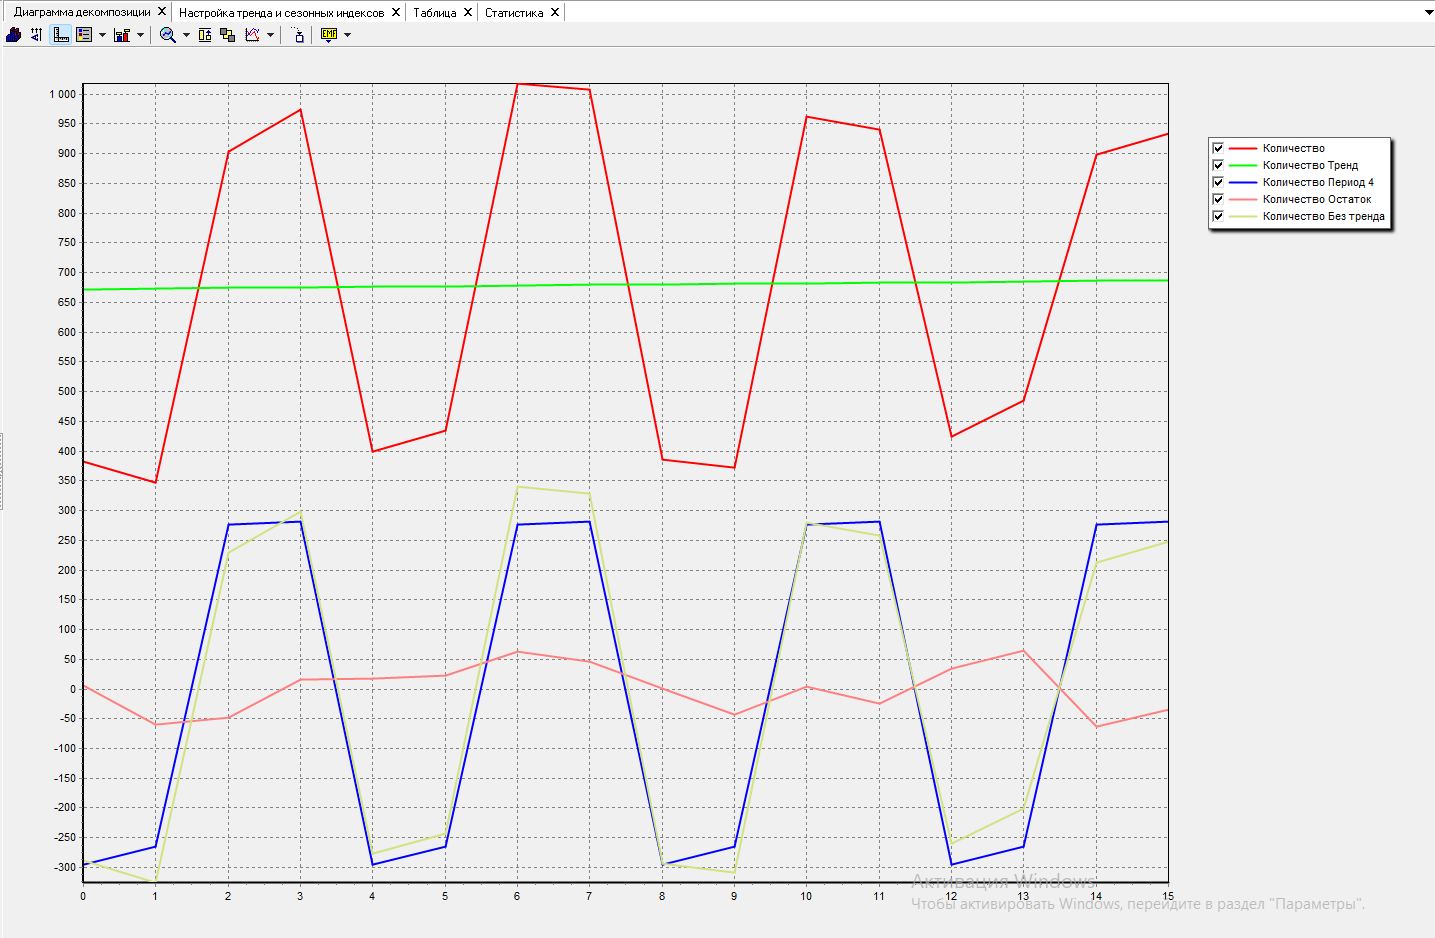 Диаграмма декомпозиции
Настройка тренда и сезонных индексов
Таблица
Статистика
EMF
1 000
950
900
850
800
750
700
650
600
550
500
450
400
350
300
250
200
150
100
50
0
-50
-100
-150
-200
-250
-300
0 1 2 3 4 5 6 7 8 9 10 11 12 13 14 15
Количество
Количество Тренд
Количество Период 4
Количество Остаток
Количество Без тренда
Активация Windows
Чтобы активировать Windows, перейдите в раздел "Параметры".